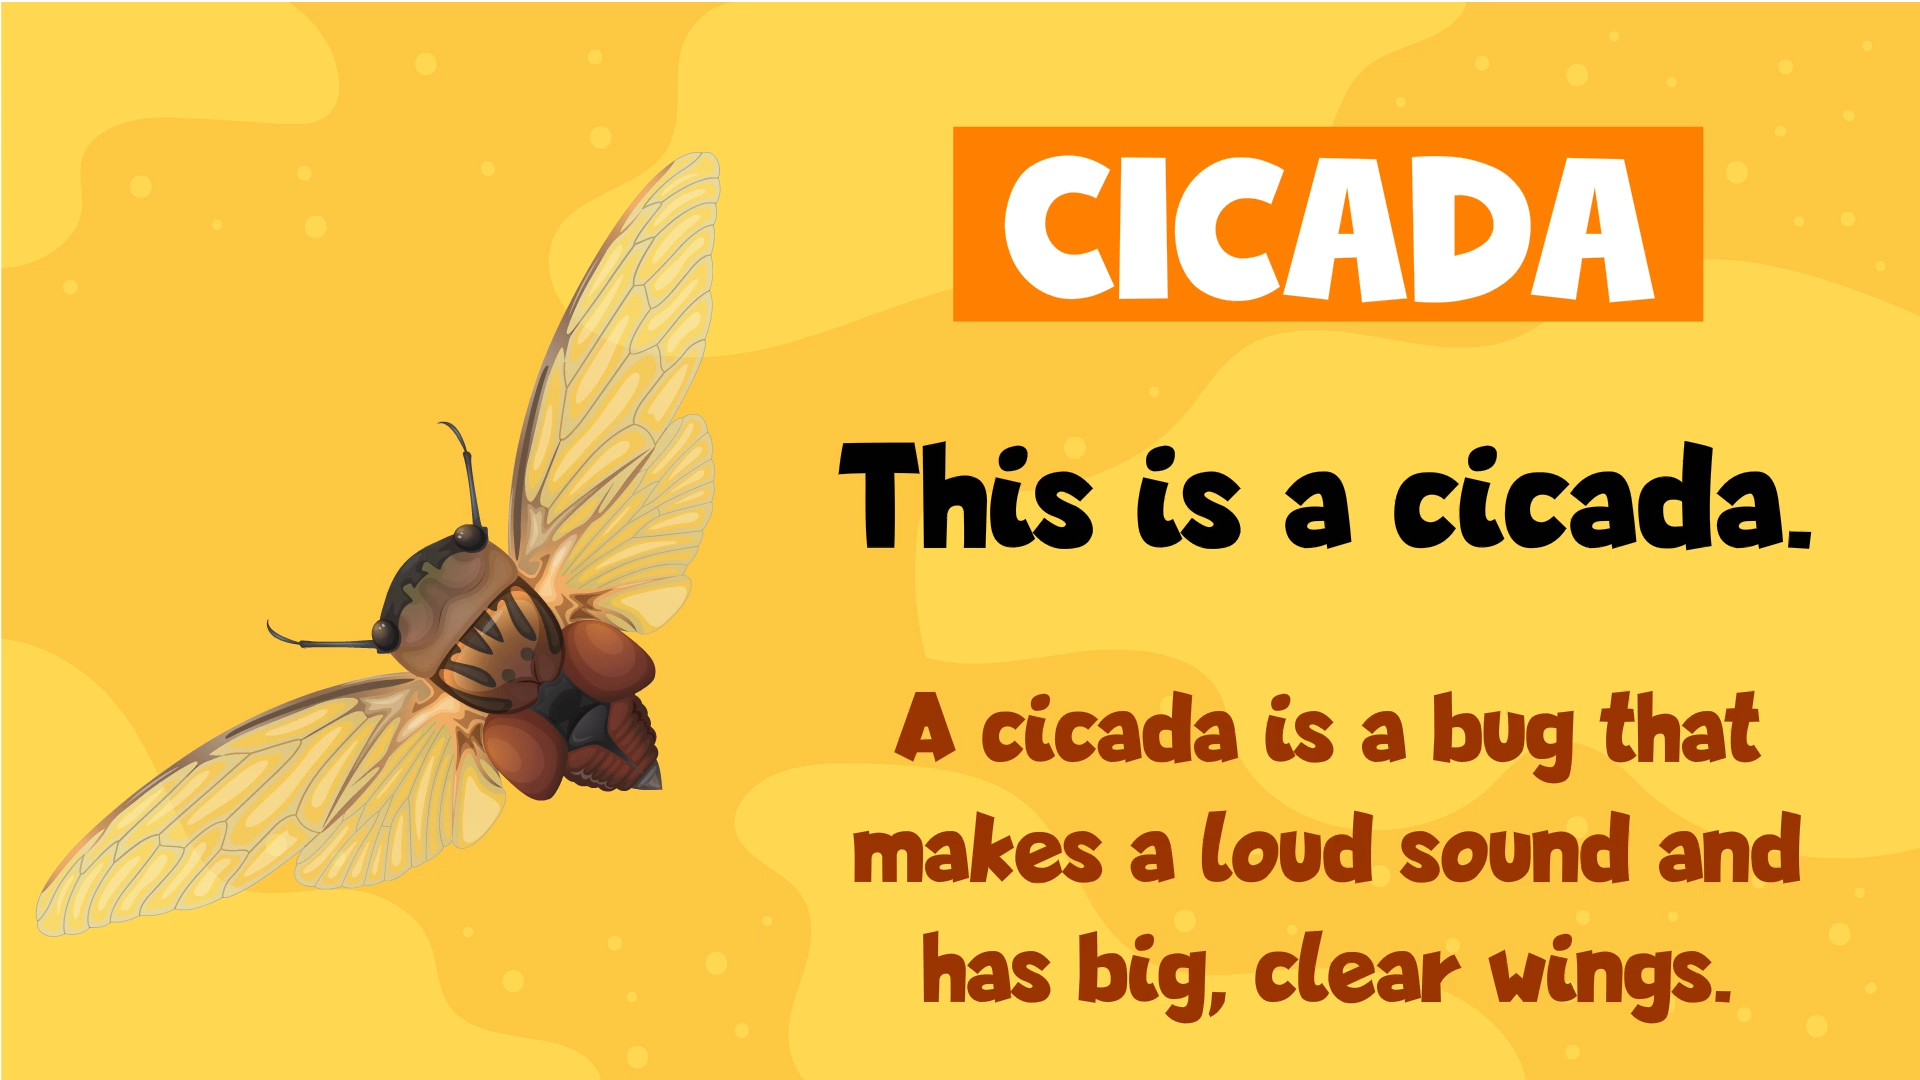 CICADA
This is a cicada.
A cicada is a bug that
makes a loud sound and
has big, clear wings.